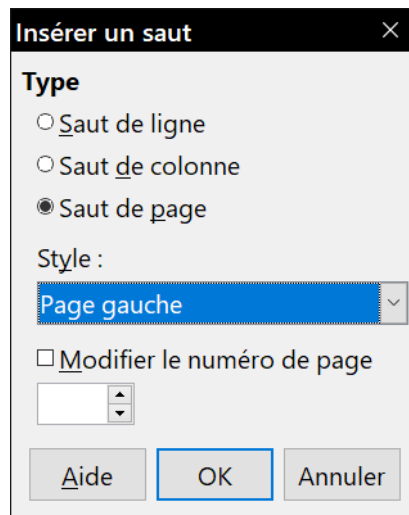 Insérer un saut
Type
Saut de ligne
Saut de colonne
Saut de page
Style :
Page gauche
Modifier le numéro de page
Aide
OK
Annuler